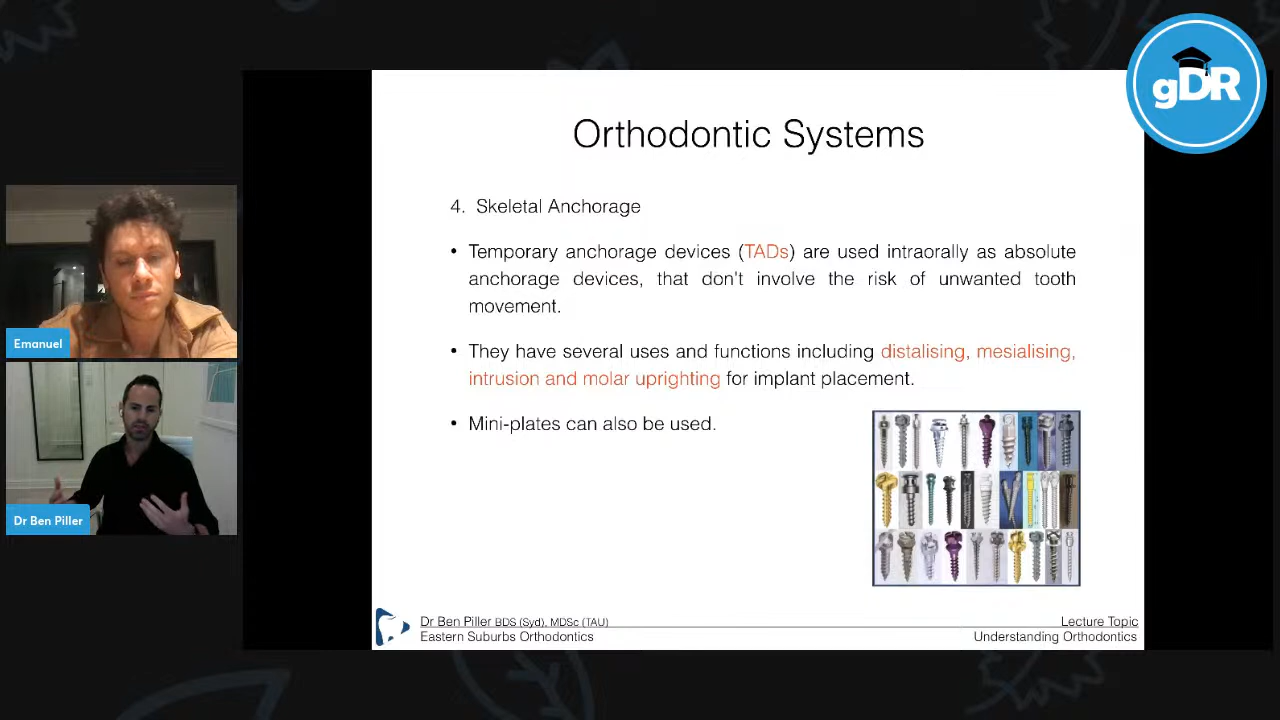 gDR
Orthodontic Systems
4. Skeletal Anchorage
• Temporary anchorage devices (TADs) are used intraorally as absolute
anchorage devices, that don't involve the risk of unwanted tooth
movement.
• They have several uses and functions including distalising, mesialising,
intrusion and molar uprighting for implant placement.
• Mini-plates can also be used.
Emanuel
Dr Ben Piller
Dr Ben Piller BDS (Syd), MDSc (TAU)
Eastern Suburbs Orthodontics
Lecture Topic
Understanding Orthodontics